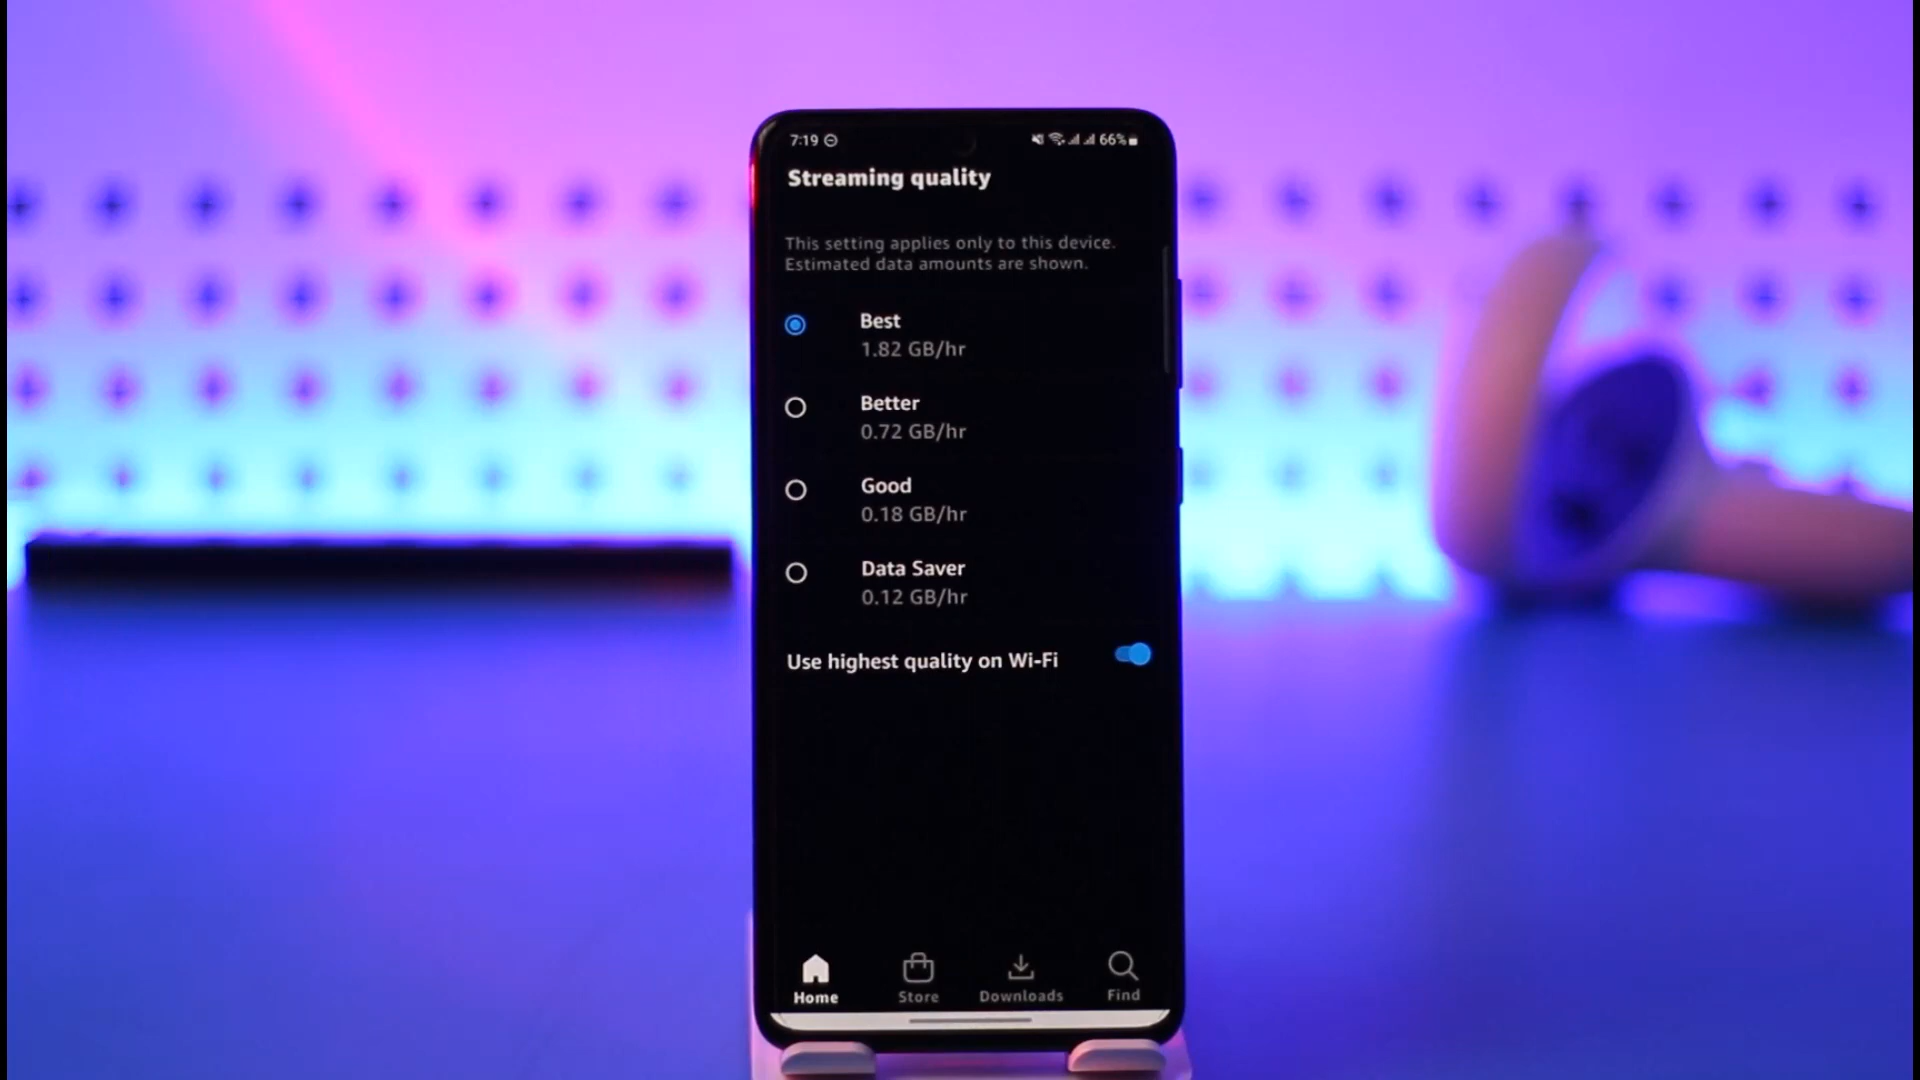 7:19
66%
Streaming quality
This setting applies only to this device.
Estimated data amounts are shown.
Best
1.82 GB/hr
Better
0.72 GB/hr
Good
0.18 GB/hr
Data Saver
0.12 GB/hr
Use highest quality on Wi-Fi
Home Store Downloads Find